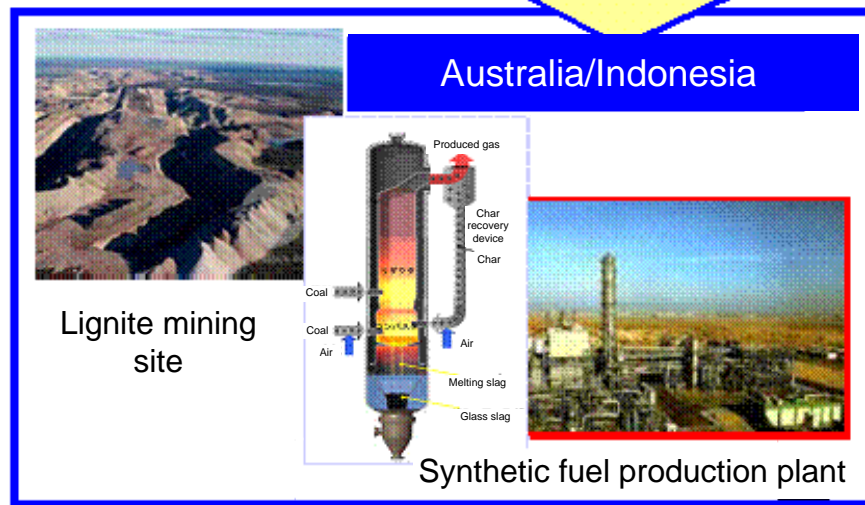 Australia/Indonesia
Produced gas
Char
recovery
device
Char
Coal
Coal
Air
Air
Melting slag
Glass slag
Lignite mining
site
Synthetic fuel production plant